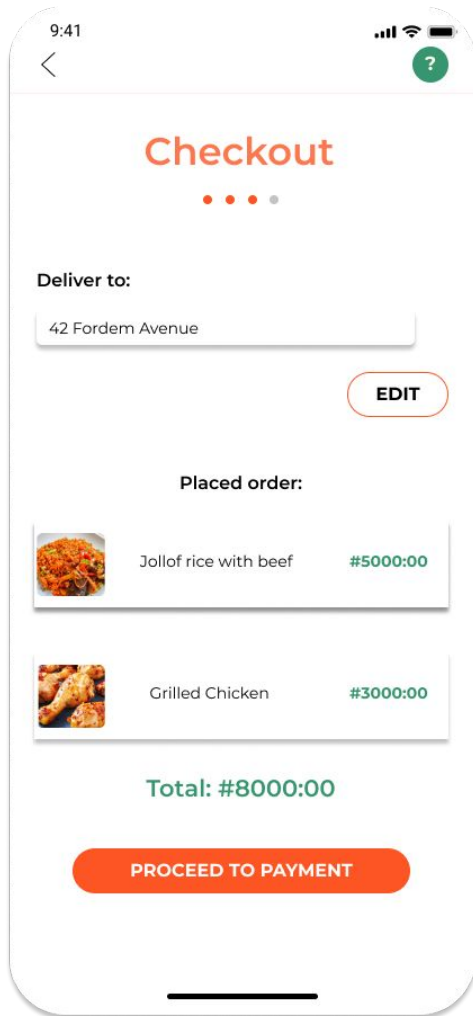 9:41
?
Checkout
Deliver to:
42 Fordem Avenue
EDIT
Placed order:
Jollof rice with beef #5000:00
Grilled Chicken #3000:00
Total: #8000:00
PROCEED TO PAYMENT